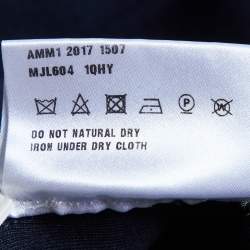 AMM1 2017 1507
MJL604 1QHY
P W
DO NOT NATURAL DRY
IRON UNDER DRY CLOTH